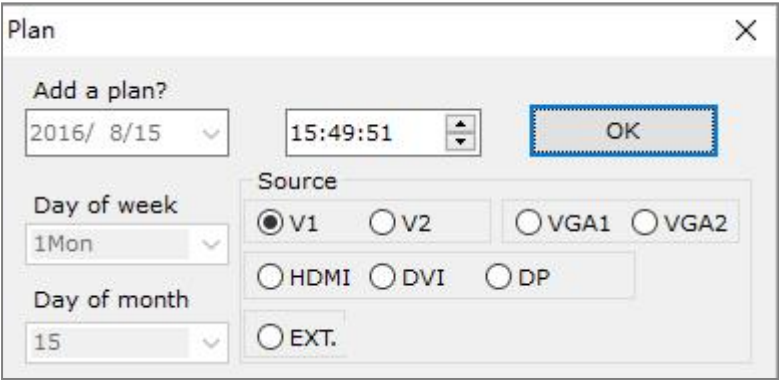 Plan
Add a plan?
2016/ 8/15
15:49:51
OK
Day of week
1Mon
Day of month
15
Source
V1 V2 VGA1 VGA2
HDMI DVI DP
EXT.